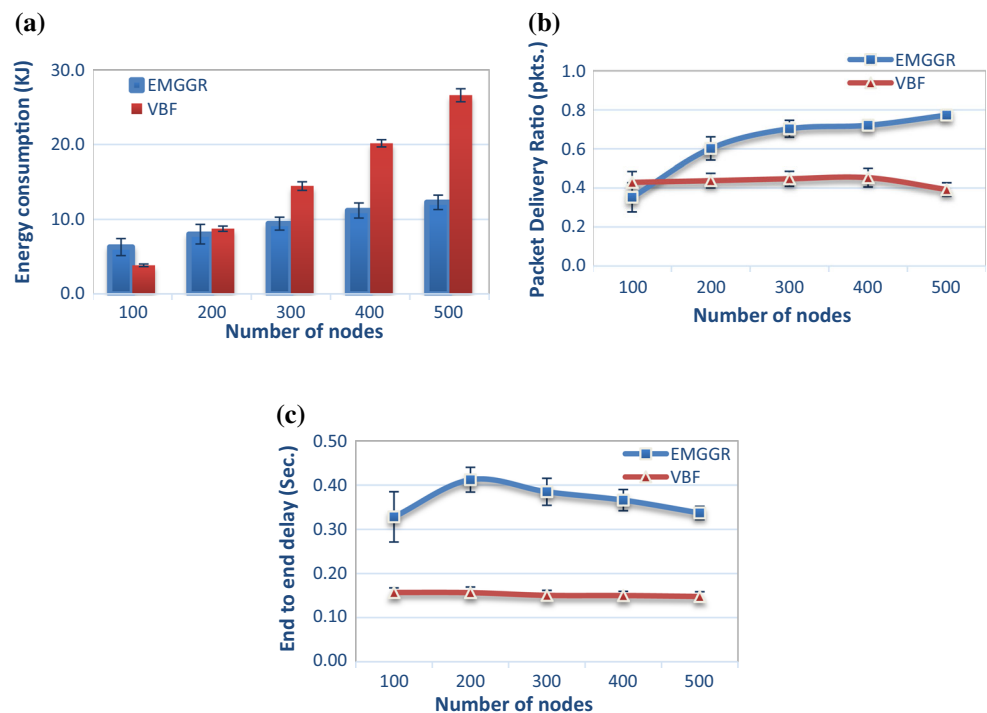 (a)
Energy consumption (KJ)
30.0
20.0
10.0
0.0
EMGGR
VBF
100 200 300 400 500
Number of nodes
(b)
Packet Delivery Ratio (pkts.)
EMGGR
VBF
1.0
0.8
0.6
0.4
0.2
0.0
100 200 300 400 500
Number of nodes
(c)
End to end delay (Sec.)
0.50
0.40
0.30
0.20
0.10
0.00
EMGGR
VBF
100 200 300 400 500
Number of nodes